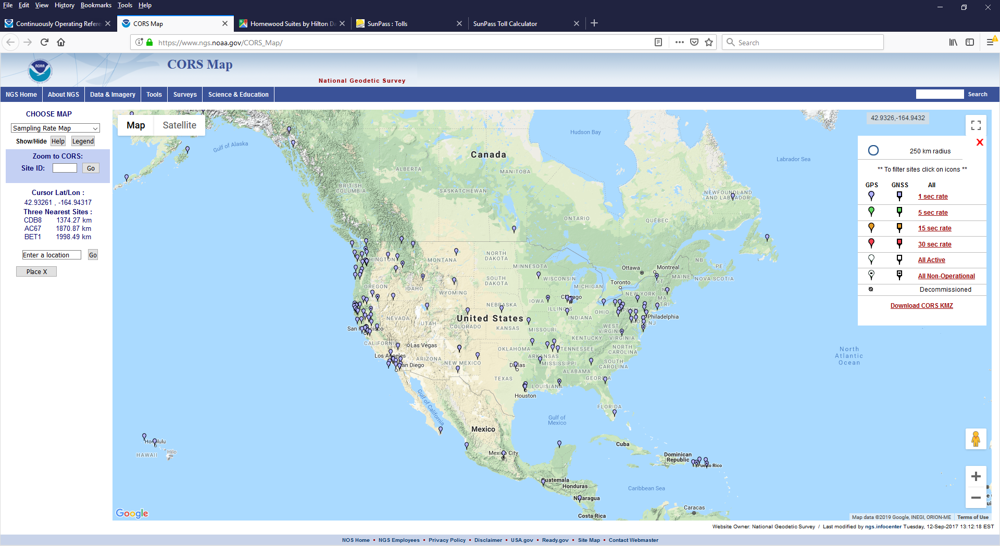 File Edit View History Bookmarks Tools Help
Continuously Operating Refere
CORS Map
Homewood Suites by Hilton Da
SunPass : Tolls
SunPass Toll Calculator
https://www.ngs.noaa.gov/CORS_Map/
Search
NOAA
CORS Map
National Geodetic Survey
NGS Home
About NGS
Data & Imagery
Tools
Surveys
Science & Education
Search
CHOOSE MAP
Sampling Rate Map
Show/Hide Help Legend
Zoom to CORS:
Site ID: Go
Cursor Lat/Lon :
42.93261 , -164.94317
Three Nearest Sites :
CDB8 1374.27 km
AC67 1870.87 km
BET1 1998.49 km
Enter a location Go
Place X
Map Satellite
42.9326,-164.9432
250 km radius
** To filter sites click on icons **
GPS GNSS All
1 sec rate
5 sec rate
15 sec rate
30 sec rate
All Active
All Non-Operational
Decommissioned
Download CORS KMZ
Gulf of Alaska
Hudson Bay
Labrador Sea
Canada
ALBERTA
MANITOBA
BRITISH
COLUMBIA
SASKATCHEWAN
NEWFOUNDLAND
AND LABRADOR
ONTARIO
QUÉBEC
NORTH
DAKOTA
MONTANA
MINNESOTA
NB
PE
Ottawa
Montreal
MAINE
NOVA SCOTIA
VT
SOUTH
DAKOTA
WISCONSIN
Toronto
MICHIGAN
OREGON
IDAHO
WYOMING
NEW YORK
MA
IOWA
NEBRASKA
ILLINOIS
INDIANA
OHIO
NEVADA
UTAH
United States
COLORADO
KANSAS
MISSOURI
Philadelphia
MD
NJ
WEST
VIRGINIA
KENTUCKY
VIRGINIA
CALIFORNIA
Las Vegas
OKLAHOMA
TENNESSEE
NORTH
CAROLINA
Los Angeles
ARIZONA
NEW MEXICO
ARKANSAS
MISSISSIPPI
SOUTH
CAROLINA
San Diego
Dallas
ALABAMA
TEXAS
GEORGIA
LOUISIANA
Houston
FLORIDA
Gulf of California
Gulf of
Mexico
Mexico
North
Atlantic
Ocean
Honolulu
HAWAII
Hilo
Mexico City
Cuba
Dominican
Republic
Puerto Rico
Guatemala
Honduras
Nicaragua
Caribbean Sea
Caracas
Costa Rica
Google
Map data ©2019 Google, INEGI, ORION-ME Terms of Use
Website Owner: National Geodetic Survey / Last modified by ngs.infocenter Tuesday, 12-Sep-2017 13:12:18 EST
NOS Home • NGS Employees • Privacy Policy • Disclaimer • USA.gov • Ready.gov • Site Map • Contact Webmaster